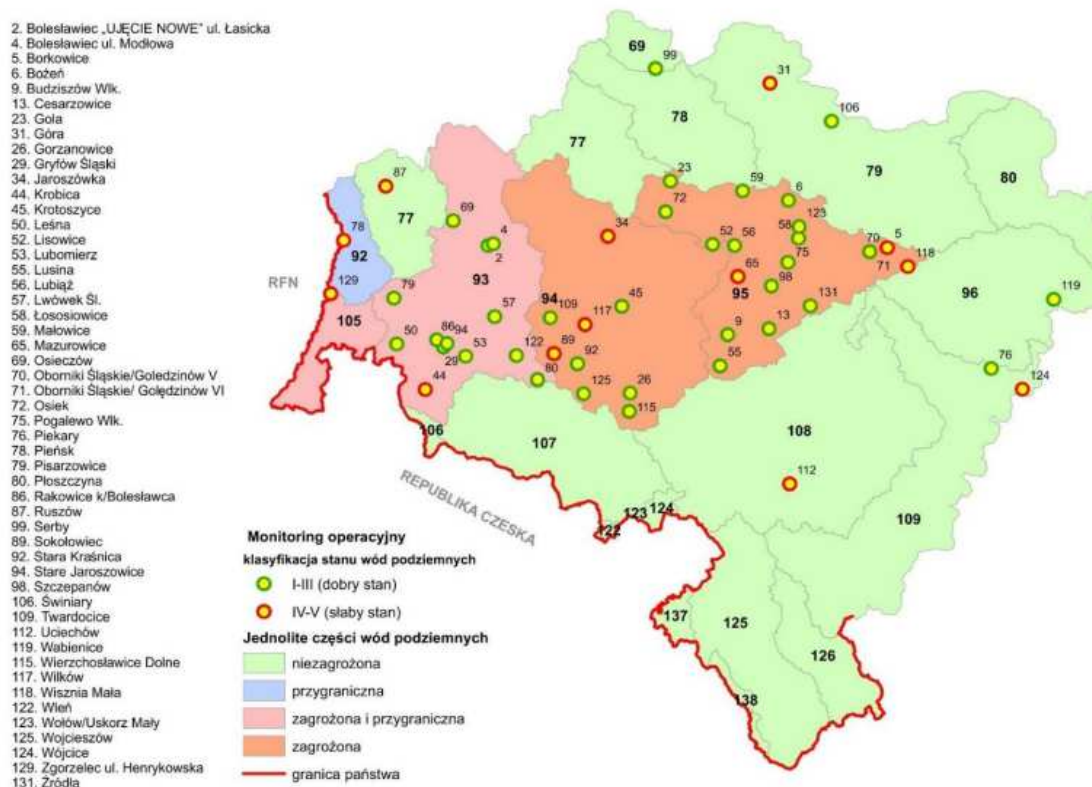 2. Bolesławiec „UJĘCIE NOWE” ul. Łasicka
4. Bolesławiec ul. Modłowa
5. Borkowice
6. Bożeń
9. Budziszów Wlk.
13. Cesarzowice
23. Gola
31. Góra
26. Gorzanowice
29. Gryfów Śląski
34. Jaroszówka
44. Krobica
45. Krotoszyce
50. Leśna
52. Lisowice
53. Lubomierz
55. Lusina
56. Lubiąż
57. Lwówek Śl.
58. Łososiowice
59. Małowice
65. Mazurowice
69. Osieczów
70. Oborniki Śląskie/Goledzinów V
71. Oborniki Śląskie/ Golędzinów VI
72. Osiek
75. Pogalewo Wlk.
76. Piekary
78. Pieńsk
79. Pisarzowice
80. Płoszczyna
86. Rakowice k/Bolesławca
87. Ruszów
99. Serby
89. Sokołowiec
92. Stara Kraśnica
94. Stare Jaroszowice
98. Szczepanów
106. Świniary
109. Twardocice
112. Uciechów
119. Wabienice
115. Wierzchosławice Dolne
117. Wilków
118. Wisznia Mała
122. Wleń
123. Wołów/Uskorz Mały
125. Wojcieszów
124. Wójcice
129. Zgorzelec ul. Henrykowska
131. Źródła
69
99
31
78
106
77
79
80
87
77
23
59
6
72
123
69
34
58
78
4
52
56
5
70
118
2
75
71
92
93
65
RFN
129
98
96
119
79
94
109
45
95
131
105
57
117
13
50
86
94
122
89
9
29
53
92
55
76
44
80
125
26
124
115
106
107
108
REPUBLIKA CZESKA
112
123
124
109
122
Monitoring operacyjny
klasyfikacja stanu wód podziemnych
I-III (dobry stan)
IV-V (słaby stan)
137
125
Jednolite części wód podziemnych
niezagrożona
126
przygraniczna
138
zagrożona i przygraniczna
zagrożona
granica państwa